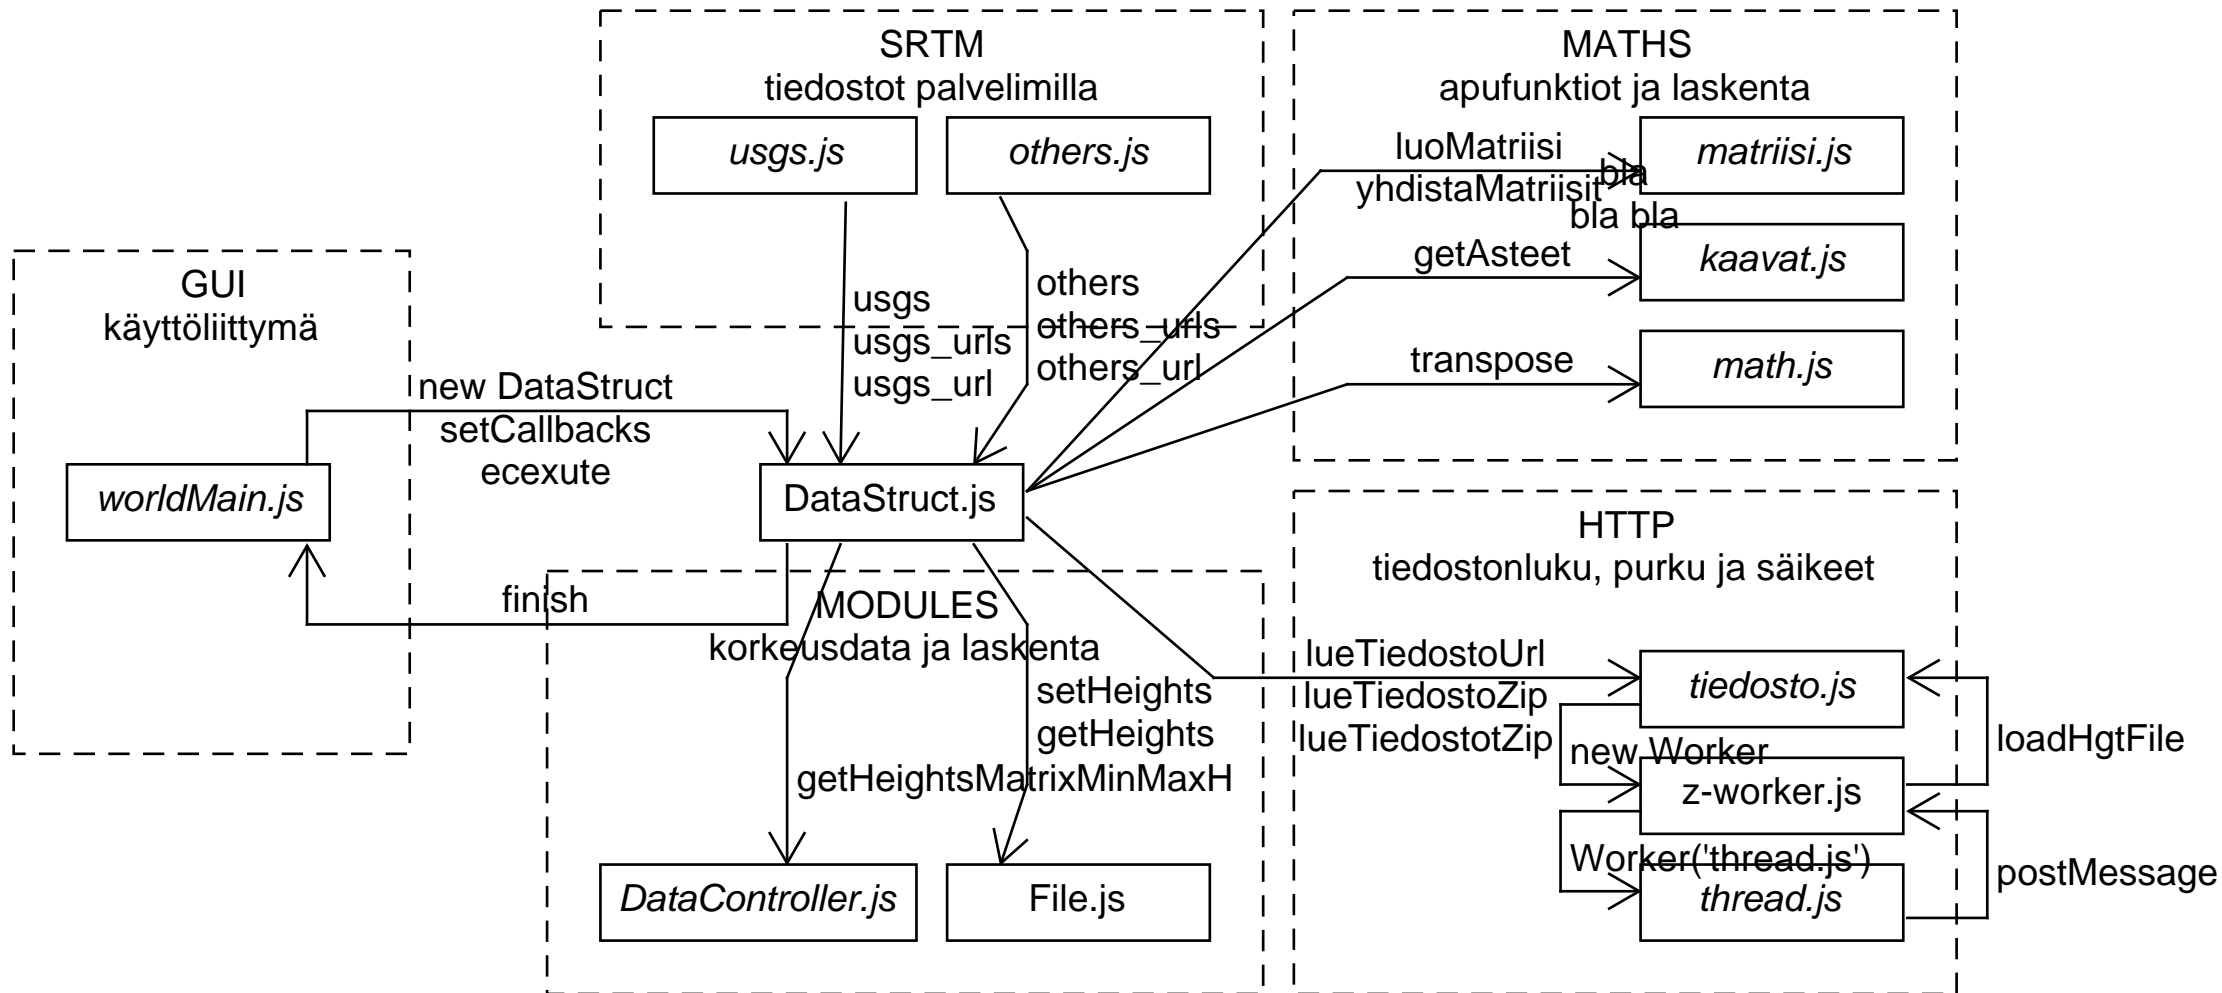 SRTM
tiedostot palvelimilla
usgs.js
others.js
usgs
usgs_urls
usgs_url
others
others_urls
others_url
MATHS
apufunktiot ja laskenta
luoMatriisi
yhdistaMatriisit
bla
bla bla
matriisi.js
getAsteet
kaavat.js
transpose
math.js
GUI
käyttöliittymä
new DataStruct
setCallbacks
ecexute
worldMain.js
DataStruct.js
finish
MODULES
korkeusdata ja laskenta
setHeights
getHeights
getHeightsMatrixMinMaxH
DataController.js
File.js
HTTP
tiedostonluku, purku ja säikeet
lueTiedostoUrl
lueTiedostoZip
lueTiedostotZip
tiedosto.js
new Worker
loadHgtFile
z-worker.js
Worker('thread.js')
postMessage
thread.js